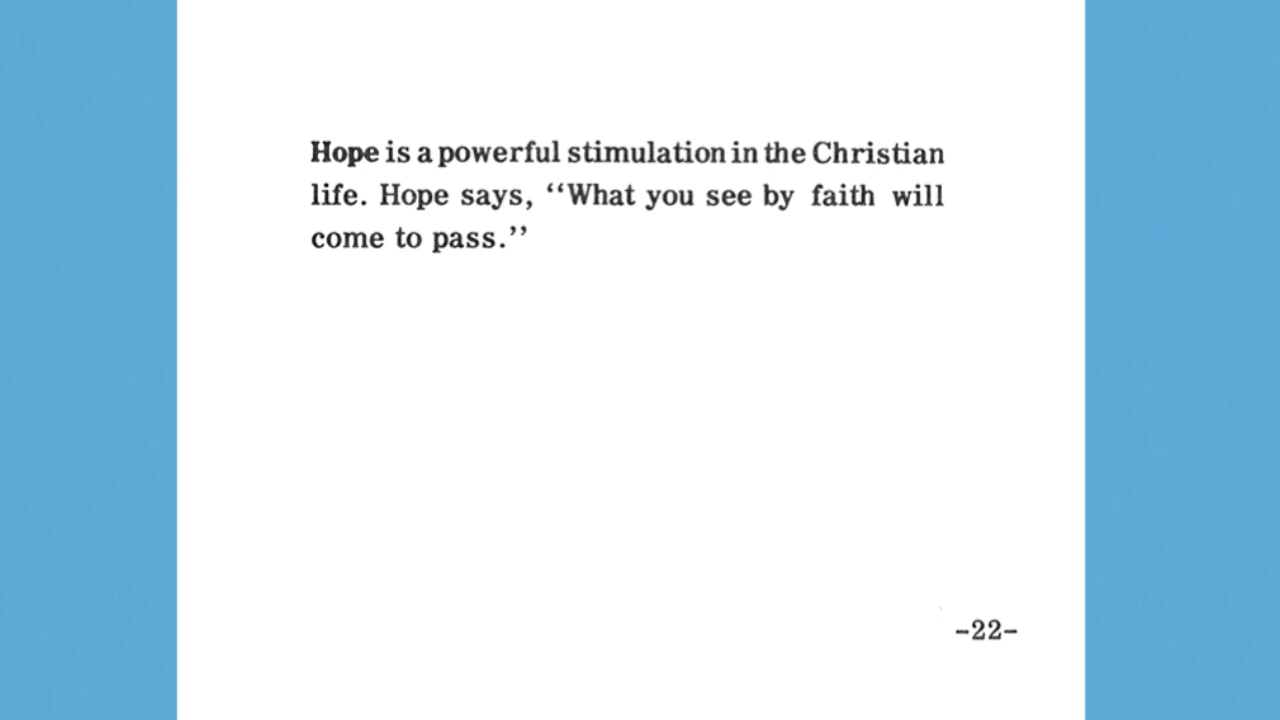 Hope is a powerful stimulation in the Christian
life. Hope says, ‘‘What you see by faith will
come to pass.’’
-22-